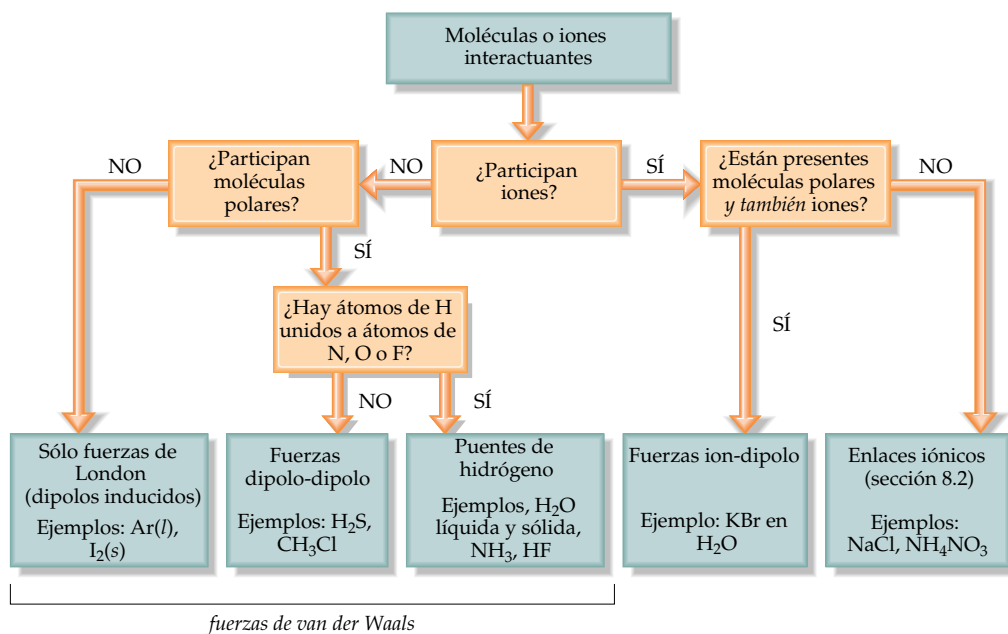 Moléculas o iones
interactuantes
NO
¿Participan
moléculas
polares?
NO
¿Participan
iones?
SÍ
¿Están presentes
moléculas polares
y también iones?
NO
SÍ
¿Hay átomos de H
unidos a átomos de
N, O o F?
SÍ
NO
SÍ
Sólo fuerzas de
London
(dipolos inducidos)
Ejemplos: Ar(l),
I₂(s)
Fuerzas
dipolo-dipolo
Ejemplos: H₂S,
CH₃Cl
Puentes de
hidrógeno
Ejemplos, H₂O
líquida y sólida,
NH₃, HF
Fuerzas ion-dipolo
Ejemplo: KBr en
H₂O
Enlaces iónicos
(sección 8.2)
Ejemplos:
NaCl, NH₄NO₃
fuerzas de van der Waals